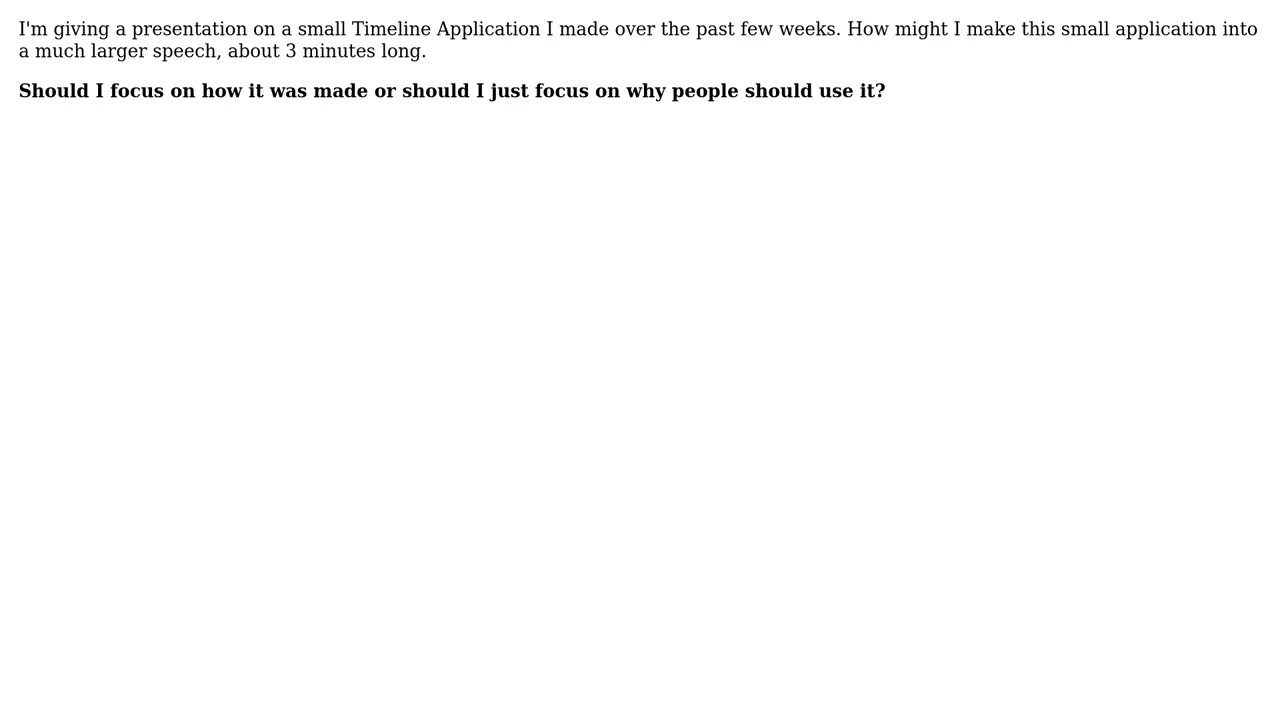 I'm giving a presentation on a small Timeline Application I made over the past few weeks. How might I make this small application into
a much larger speech, about 3 minutes long.
Should I focus on how it was made or should I just focus on why people should use it?